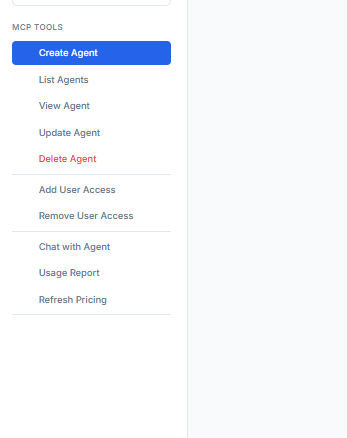 MCP TOOLS
Create Agent
List Agents
View Agent
Update Agent
Delete Agent
Add User Access
Remove User Access
Chat with Agent
Usage Report
Refresh Pricing